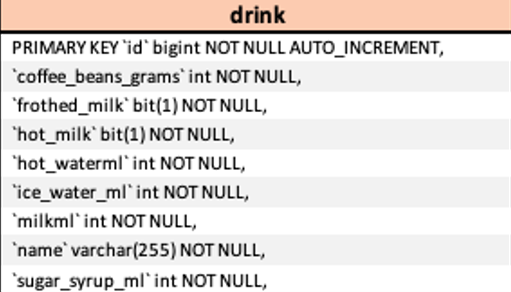 drink
PRIMARY KEY `id` bigint NOT NULL AUTO_INCREMENT,
`coffee_beans_grams` int NOT NULL,
`frothed_milk` bit(1) NOT NULL,
`hot_milk` bit(1) NOT NULL,
`hot_waterml` int NOT NULL,
`ice_water_ml` int NOT NULL,
`milkml` int NOT NULL,
`name` varchar(255) NOT NULL,
`sugar_syrup_ml` int NOT NULL,